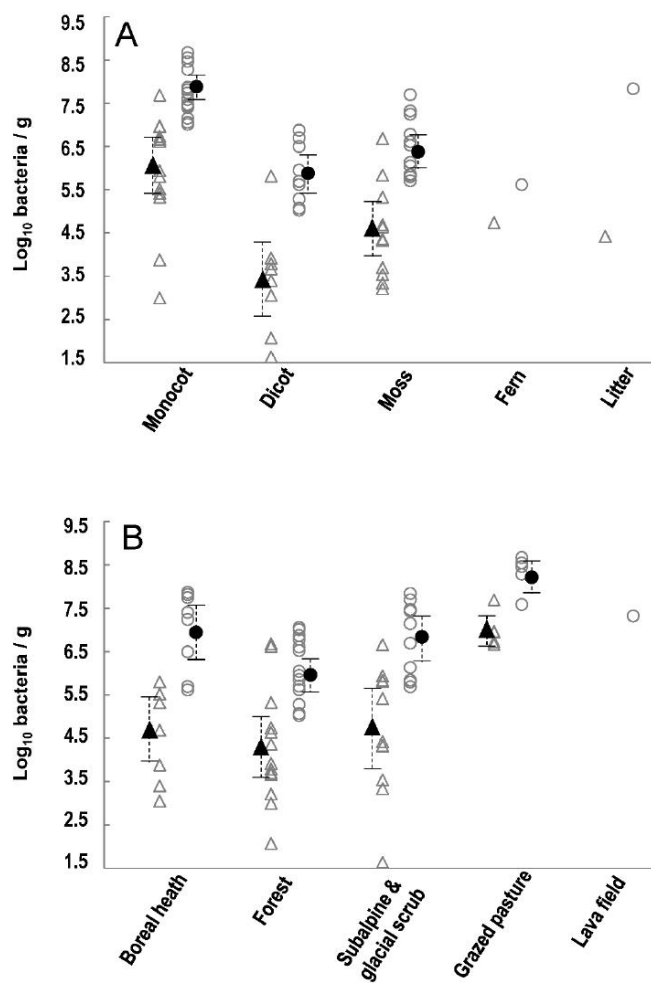 A
Log₁₀ bacteria / g
9.5
8.5
7.5
6.5
5.5
4.5
3.5
2.5
1.5
Monocot
Dicot
Moss
Fern
Litter
B
Log₁₀ bacteria / g
9.5
8.5
7.5
6.5
5.5
4.5
3.5
2.5
1.5
Boreal heath
Forest
Subalpine &
glacial scrub
Grazed pasture
Lava field